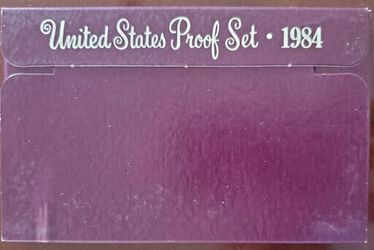 United States Proof Set • 1984